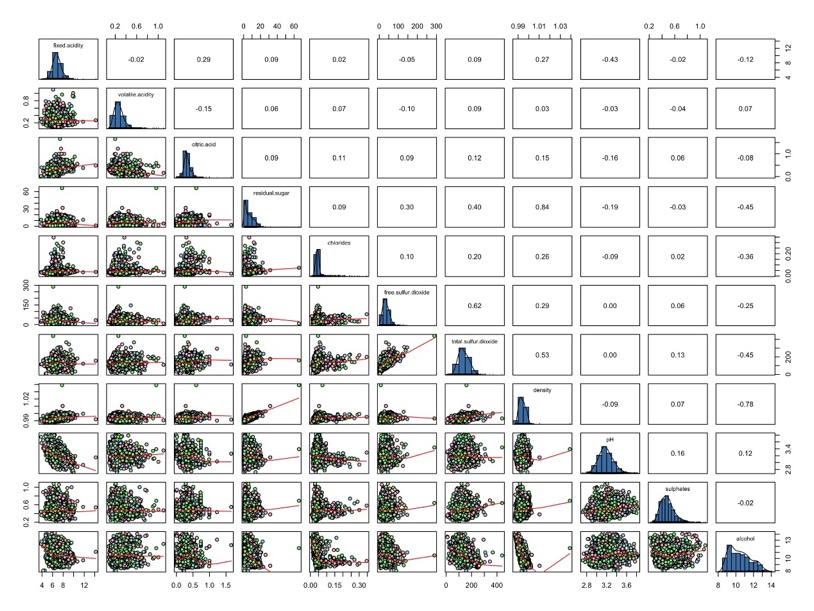 0.2 0.6 1.0 0 20 40 60 0 100 200 300 0.99 1.01 1.03 0.2 0.6 1.0
fixed.acidity -0.02 0.29 0.09 0.02 -0.05 0.09 0.27 -0.43 -0.02 -0.12 4 8 12
0.2 0.8 volatile.acidity -0.15 0.06 0.07 -0.10 0.09 0.03 -0.03 -0.04 0.07
citric.acid 0.09 0.11 0.09 0.12 0.15 -0.16 0.06 -0.08 0.0 1.0
0 30 60 residual.sugar 0.09 0.30 0.40 0.84 -0.19 -0.03 -0.45
chlorides 0.10 0.20 0.26 -0.09 0.02 -0.36 0.00 0.20
0 150 300 free.sulfur.dioxide 0.62 0.29 0.00 0.06 -0.25
total.sulfur.dioxide 0.53 0.00 0.13 -0.45 0 200
0.99 1.02 density -0.09 0.07 -0.78
pH 0.16 0.12 2.8 3.4
0.2 0.6 1.0 sulphates -0.02
alcohol 8 10 13
4 6 8 12 0.0 0.5 1.0 1.5 0.00 0.15 0.30 0 200 400 2.8 3.2 3.6 8 10 12 14